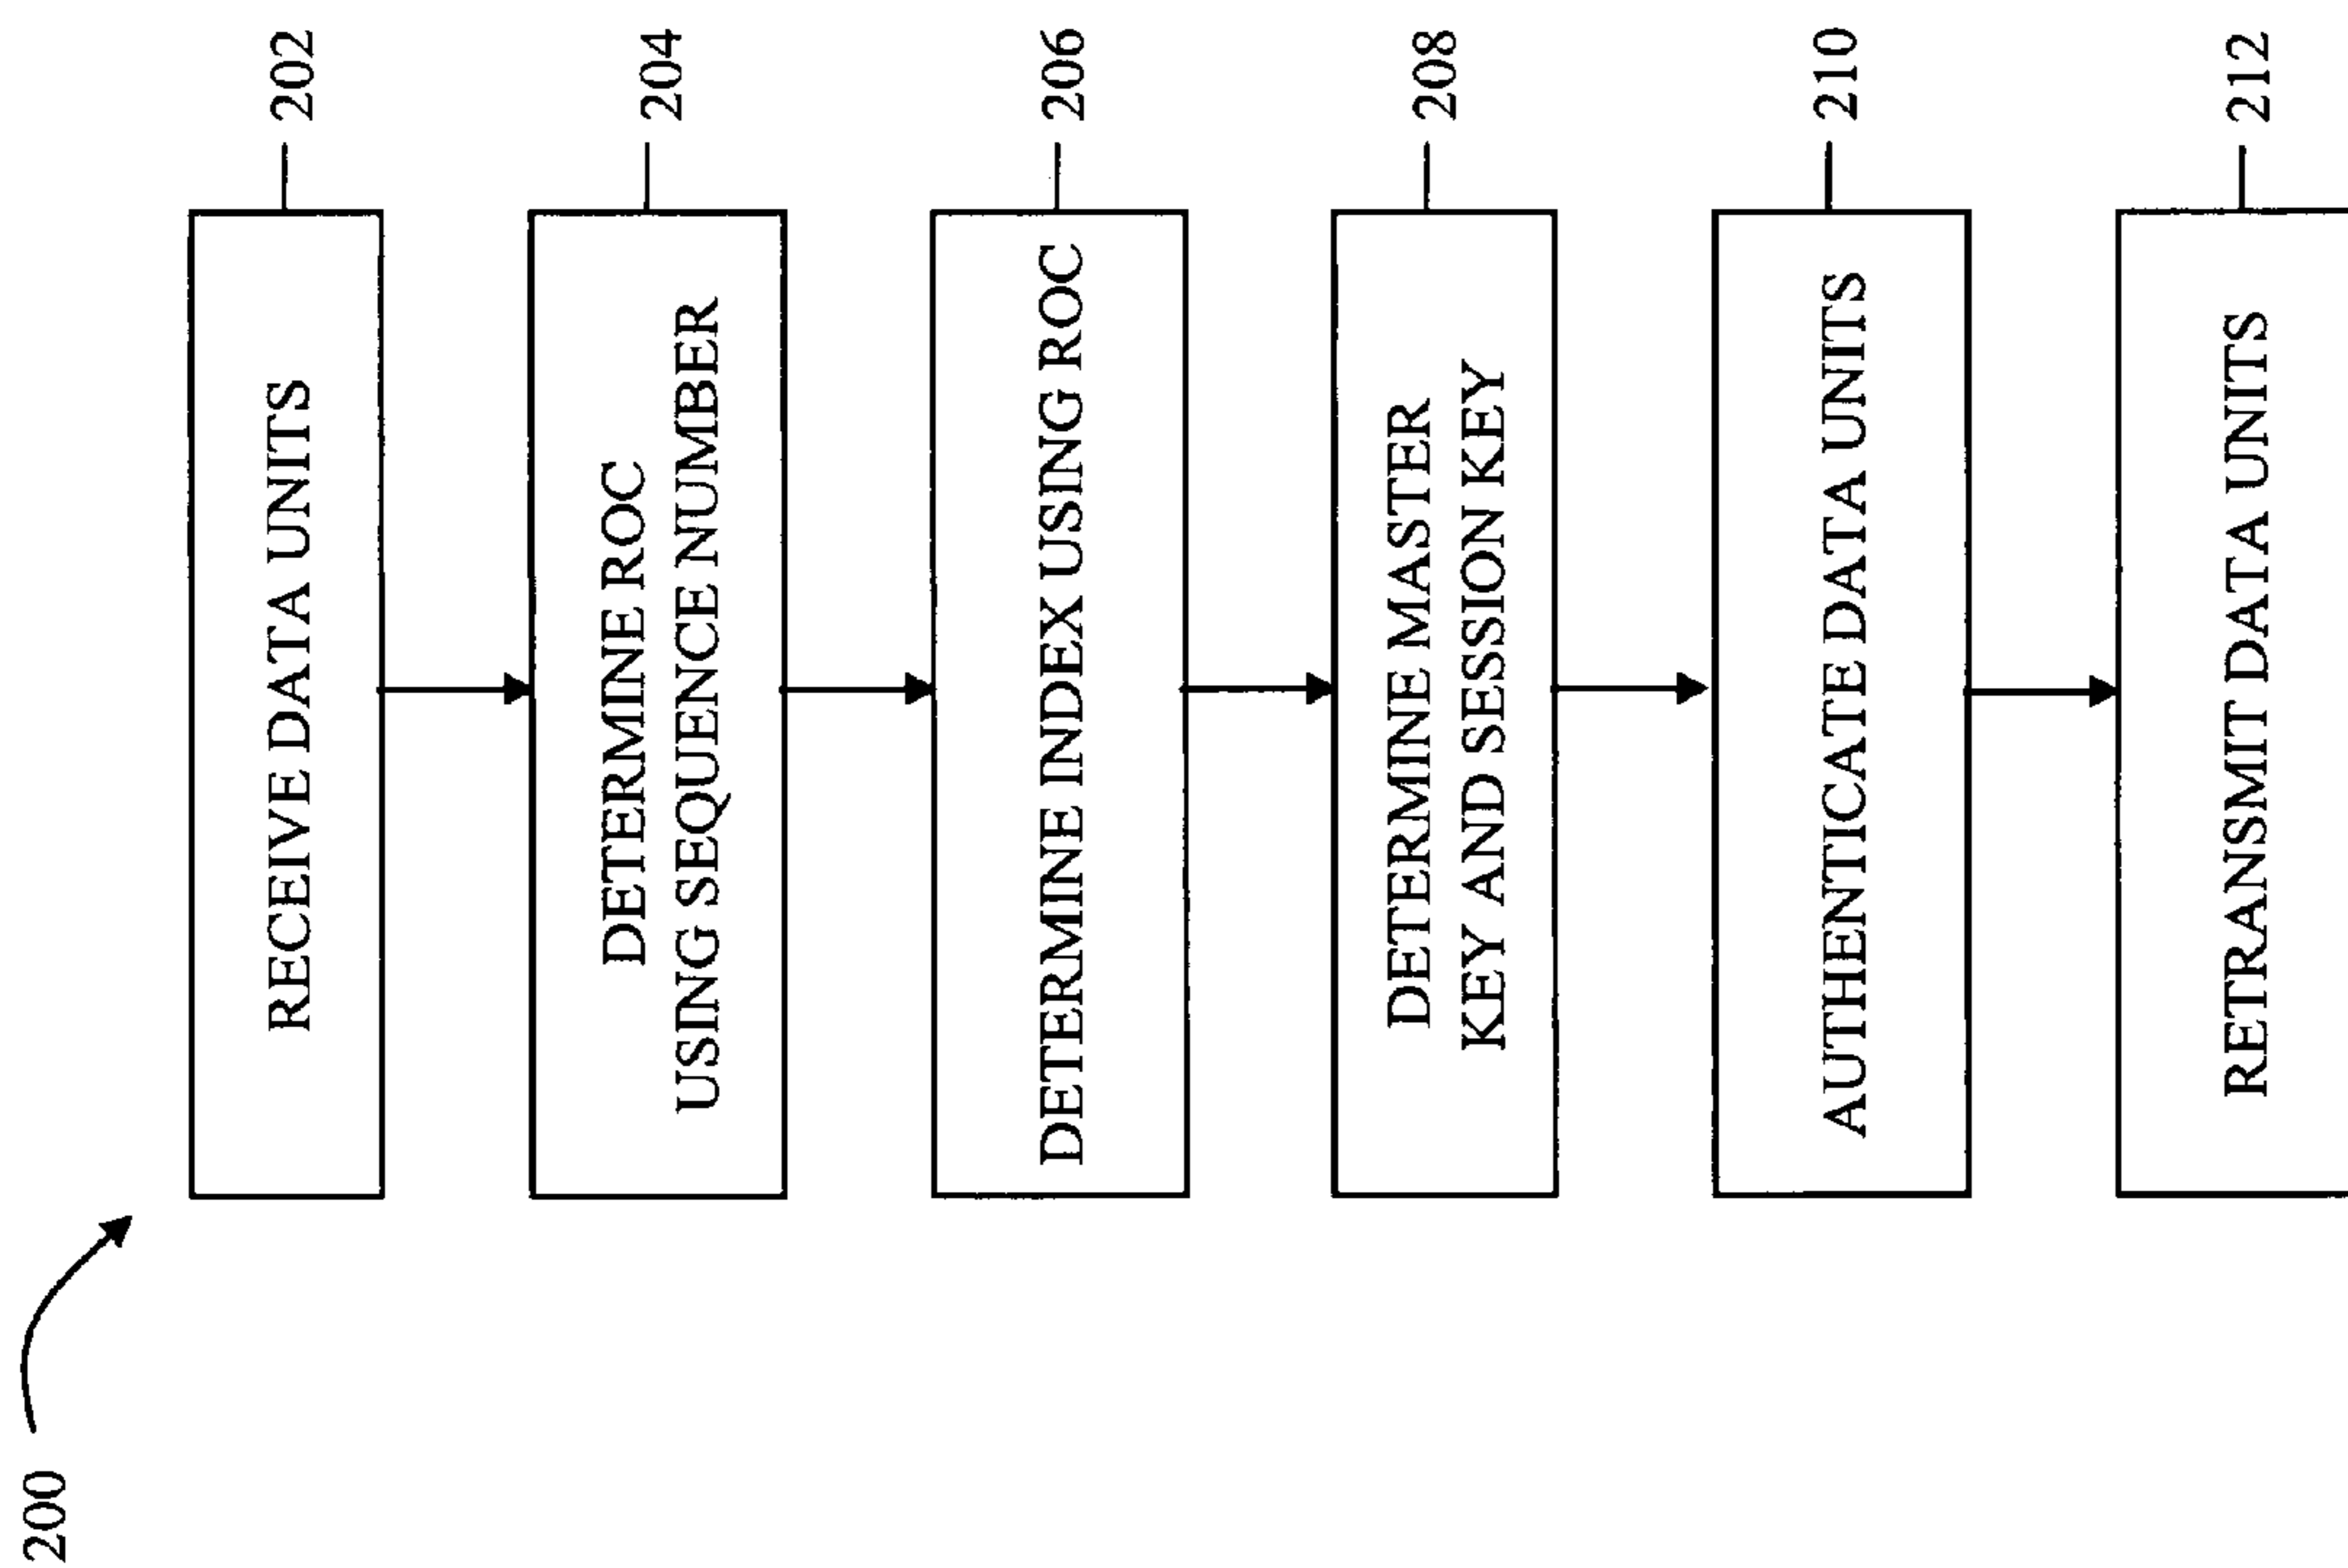 200
RECEIVE DATA UNITS
202
DETERMINE ROC
USING SEQUENCE NUMBER
204
DETERMINE INDEX USING ROC
206
DETERMINE MASTER
KEY AND SESSION KEY
208
AUTHENTICATE DATA UNITS
210
RETRANSMIT DATA UNITS
212